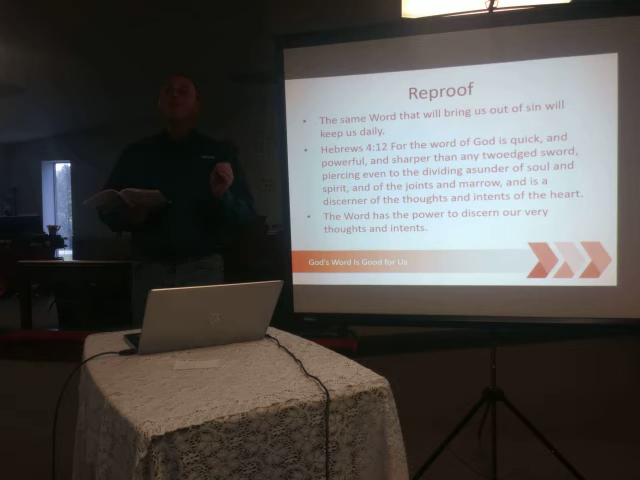 Reproof
• The same Word that will bring us out of sin will
keep us daily.
• Hebrews 4:12 For the word of God is quick, and
powerful, and sharper than any twoedged sword,
piercing even to the dividing asunder of soul and
spirit, and of the joints and marrow, and is a
discerner of the thoughts and intents of the heart.
• The Word has the power to discern our very
thoughts and intents.
God's Word Is Good for Us